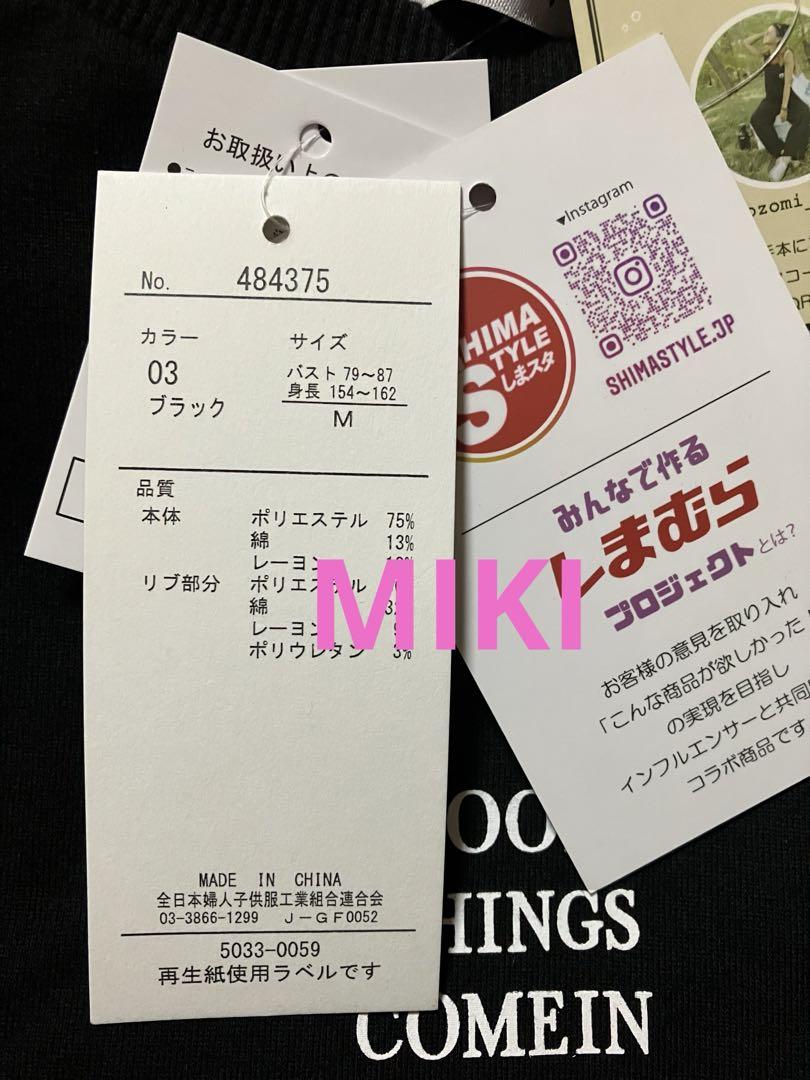 お取扱い上の
No. 484375
カラー サイズ
03
ブラック
バスト 79～87
身長 154～162
M
品質
本体 ポリエステル 75%
綿 13%
レーヨン
リブ部分 ポリエステル
綿
レーヨン
ポリウレタン 3%
MADE IN CHINA
全日本婦人子供服工業組合連合会
03-3866-1299 J-GF0052
5033-0059
再生紙使用ラベルです
MIKI
▼Instagram
SHIMASTYLE.JP
STYLE
しまスタ
S
みんなで作る
しまむら
プロジェクトとは?
お客様の意見を取り入れ
「こんな商品が欲しかった
の実現を目指し
インフルエンサーと共同
コラボ商品です
THINGS
COMEIN